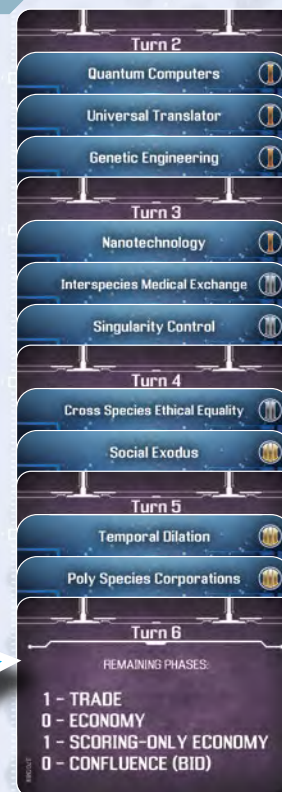 Turn 2
Quantum Computers
Universal Translator
Genetic Engineering
Turn 3
Nanotechnology
Interspecies Medical Exchange
Singularity Control
Turn 4
Cross Species Ethical Equality
Social Exodus
Turn 5
Temporal Dilation
Poly Species Corporations
Turn 6
REMAINING PHASES:
1 – TRADE
0 – ECONOMY
1 – SCORING-ONLY ECONOMY
0 – CONFLUENCE (BID)